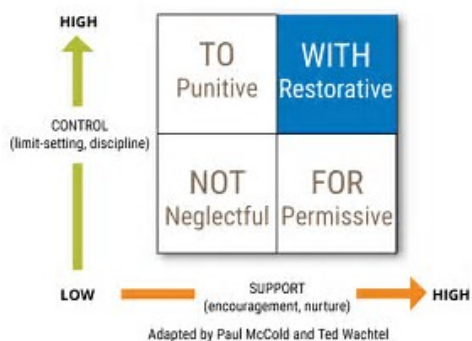 HIGH
TO
Punitive
WITH
Restorative
CONTROL
(limit-setting, discipline)
NOT
Neglectful
FOR
Permissive
LOW
SUPPORT
(encouragement, nurture)
HIGH
Adapted by Paul McCold and Ted Wachtel